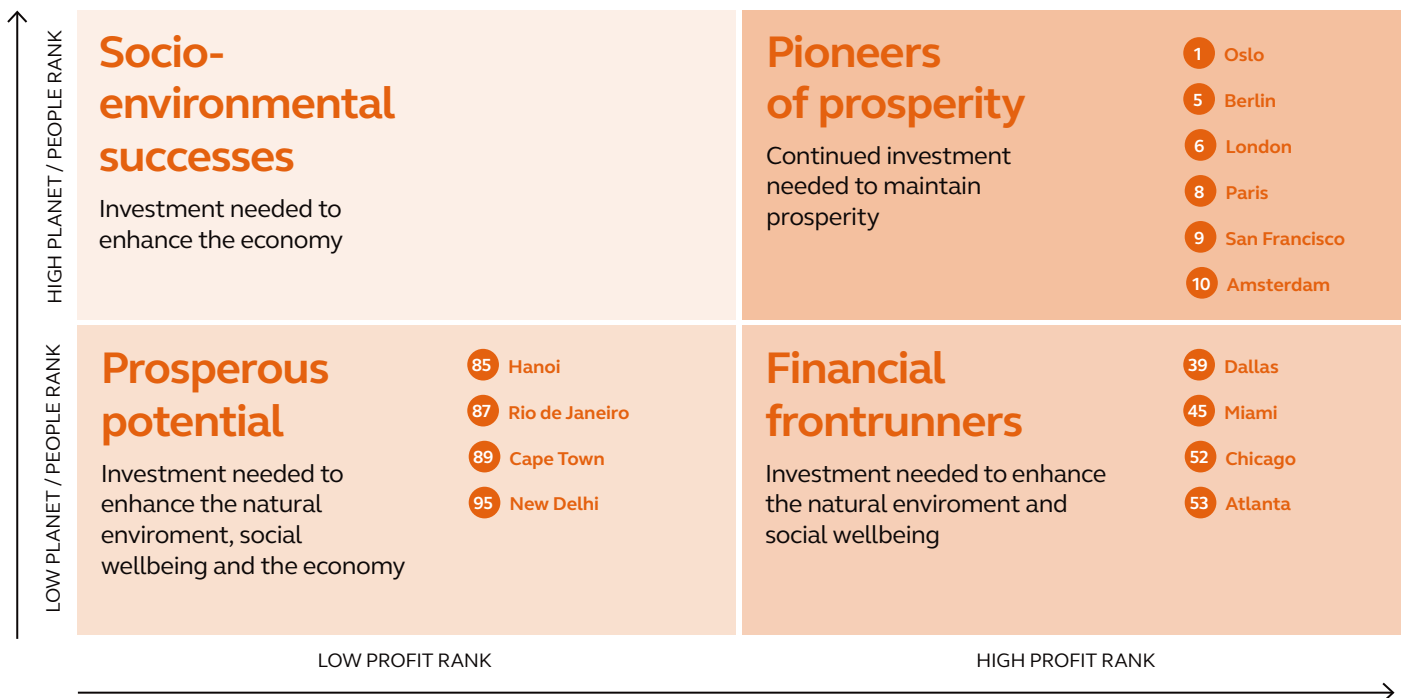 HIGH PLANET / PEOPLE RANK
Socio-
environmental
successes
Investment needed to
enhance the economy
Pioneers
of prosperity
Continued investment
needed to maintain
prosperity
1 Oslo
5 Berlin
6 London
8 Paris
9 San Francisco
10 Amsterdam
LOW PLANET / PEOPLE RANK
Prosperous
potential
Investment needed to
enhance the natural
enviroment, social
wellbeing and the economy
85 Hanoi
87 Rio de Janeiro
89 Cape Town
95 New Delhi
Financial
frontrunners
Investment needed to enhance
the natural enviroment and
social wellbeing
39 Dallas
45 Miami
52 Chicago
53 Atlanta
LOW PROFIT RANK
HIGH PROFIT RANK